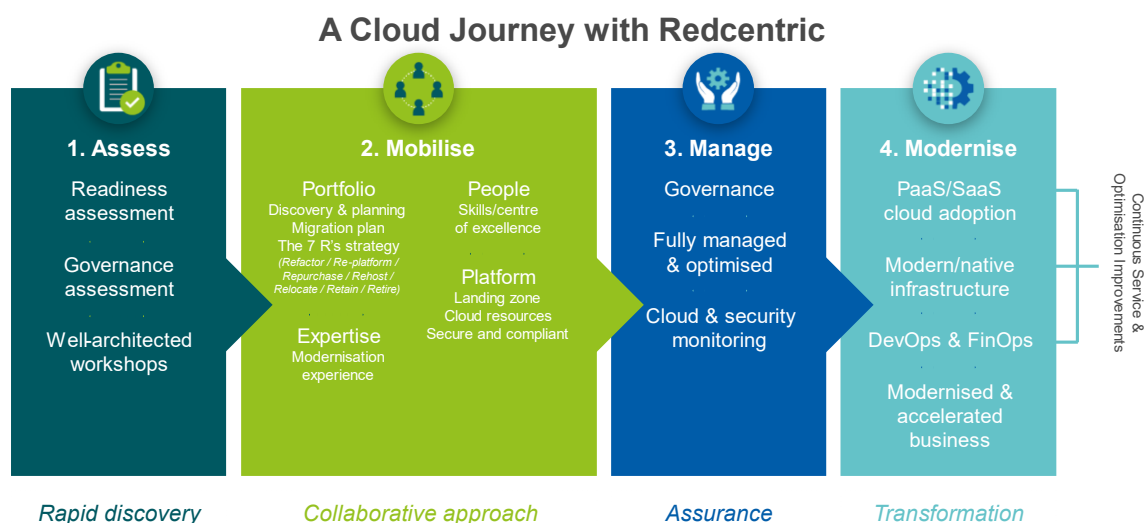 A Cloud Journey with Redcentric
1. Assess
Readiness
assessment
Governance
assessment
Well-architected
workshops
Rapid discovery
2. Mobilise
Portfolio
Discovery & planning
Migration plan
The 7 R's strategy
(Refactor / Re-platform /
Repurchase / Rehost /
Relocate / Retain / Retire)
Expertise
Modernisation
experience
People
Skills/centre
of excellence
Platform
Landing zone
Cloud resources
Secure and compliant
Collaborative approach
3. Manage
Governance
Fully managed
& optimised
Cloud & security
monitoring
Assurance
4. Modernise
PaaS/SaaS
cloud adoption
Modern/native
infrastructure
DevOps & FinOps
Modernised &
accelerated
business
Transformation
Continuous Service &
Optimisation Improvements